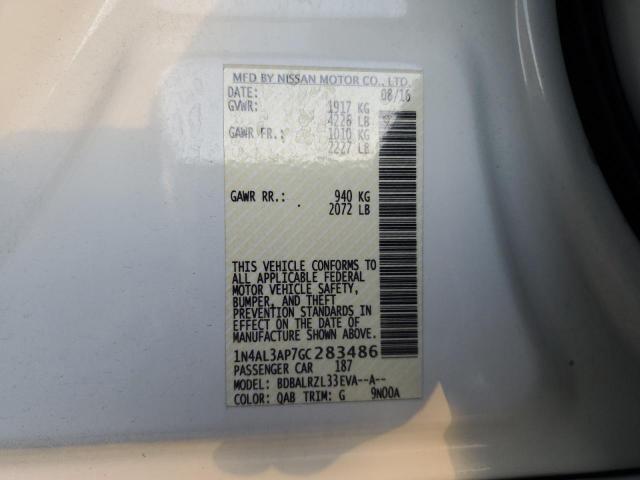 MFD BY NISSAN MOTOR CO., LTD.
DATE: 08/16
GVWR: 1917 KG
4226 LB
GAWR FR.: 1010 KG
2227 LB
GAWR RR.: 940 KG
2072 LB
THIS VEHICLE CONFORMS TO
ALL APPLICABLE FEDERAL
MOTOR VEHICLE SAFETY,
BUMPER, AND THEFT
PREVENTION STANDARDS IN
EFFECT ON THE DATE OF
MANUFACTURE SHOWN ABOVE.
1N4AL3AP7GC283486
PASSENGER CAR 187
MODEL: BDBALRZL33EVA--A--
COLOR: QAB TRIM: G 9N00A